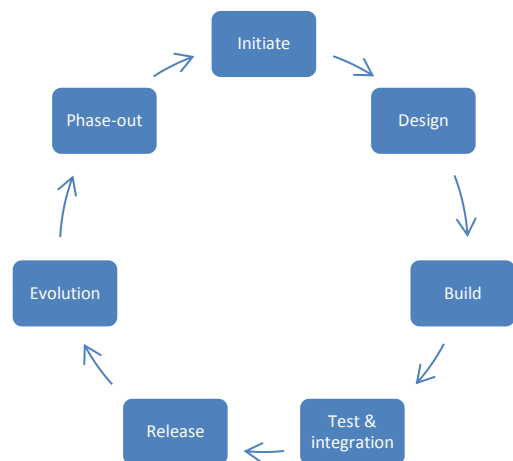 Initiate
Design
Build
Test &
integration
Release
Evolution
Phase-out